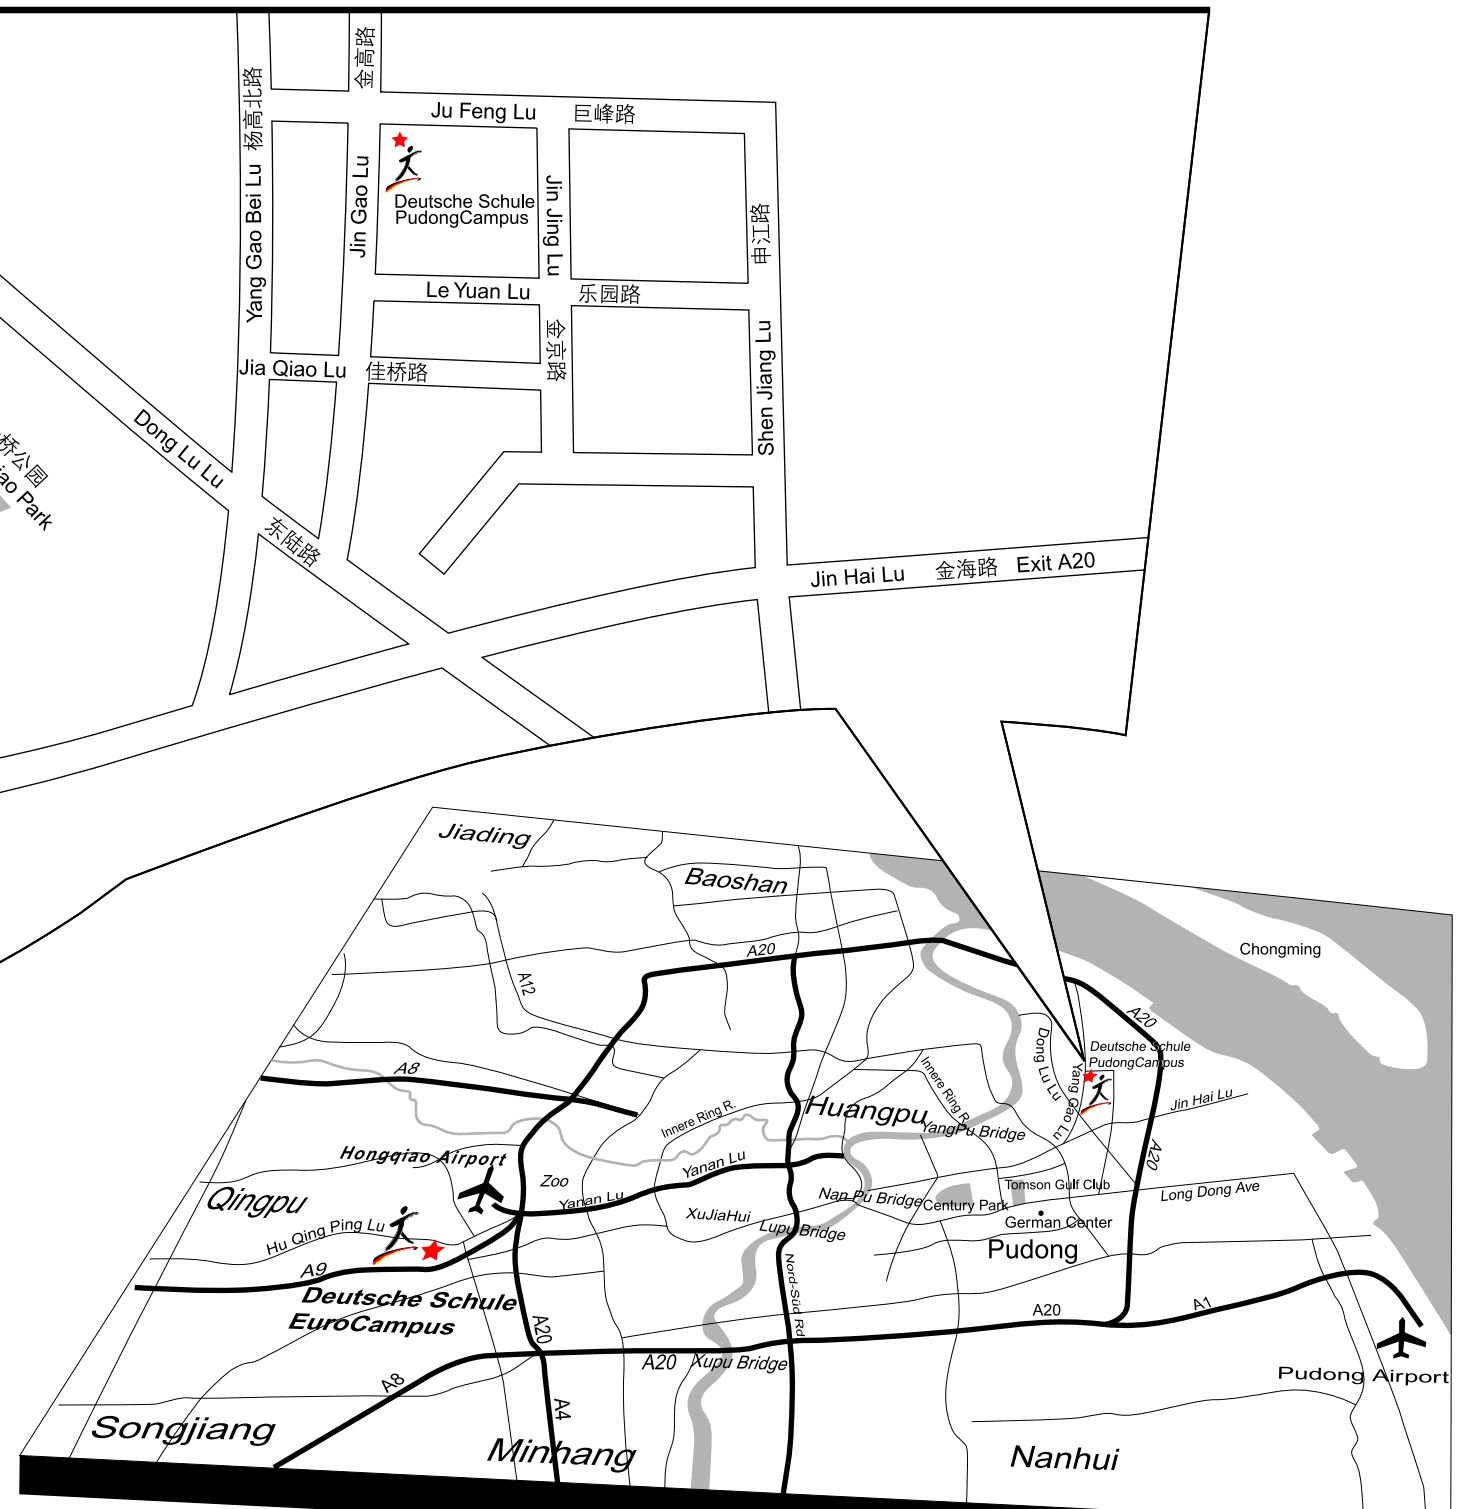 金高路
杨高北路
Yang Gao Bei Lu
Jin Gao Lu
Ju Feng Lu 巨峰路
Deutsche Schule
PudongCampus
Jin Jing Lu
金京路
申江路
Shen Jiang Lu
Le Yuan Lu 乐园路
Jia Qiao Lu 佳桥路
Dong Lu Lu
东陆路
桥公园
iao Park
Jin Hai Lu 金海路 Exit A20
Jiading
Baoshan
Chongming
A20
A12
A20
A8
Dong Lu Lu
Yang Gao Lu
Deutsche Schule
PudongCampus
Jin Hai Lu
Innere Ring R.
Innere Ring R.
Huangpu
YangPu Bridge
A20
Hongqiao Airport
Zoo
Yanan Lu
Yanan Lu
Qingpu
Nan Pu Bridge
Century Park
Tomson Gulf Club
Long Dong Ave
German Center
XuJiaHui
Lupu Bridge
Hu Qing Ping Lu
Pudong
A9
Deutsche Schule
EuroCampus
Nord-Süd Rd
A20
A20
A1
A20 Xupu Bridge
Pudong Airport
A8
A4
Songjiang
Minhang
Nanhui